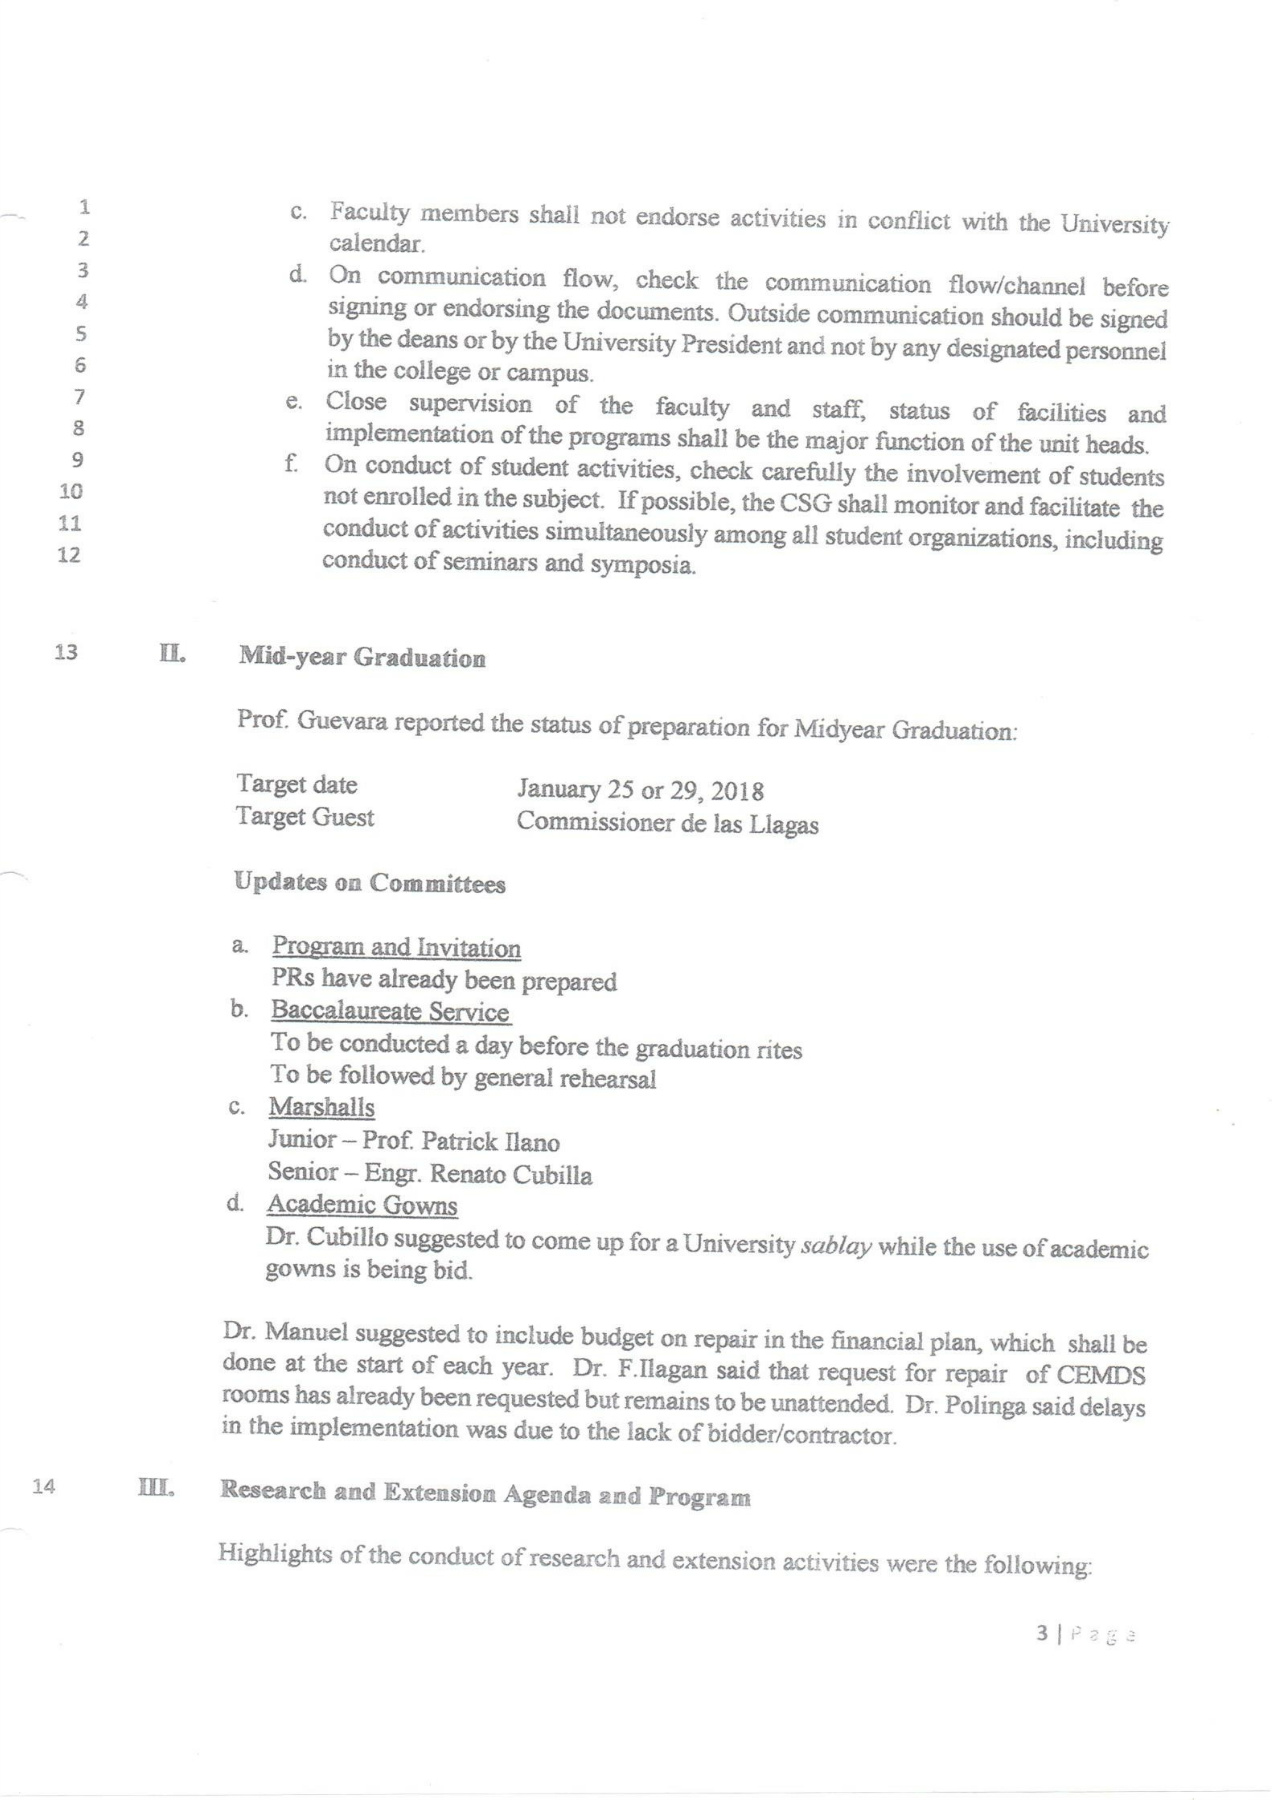 1 c. Faculty members shall not endorse activities in conflict with the University
2 calendar.
3 d. On communication flow, check the communication flow/channel before
4 signing or endorsing the documents. Outside communication should be signed
5 by the deans or by the University President and not by any designated personnel
6 in the college or campus.
7 e. Close supervision of the faculty and staff, status of facilities and
8 implementation of the programs shall be the major function of the unit heads.
9 f. On conduct of student activities, check carefully the involvement of students
10 not enrolled in the subject. If possible, the CSG shall monitor and facilitate the
11 conduct of activities simultaneously among all student organizations, including
12 conduct of seminars and symposia.
13 II. Mid-year Graduation
Prof. Guevara reported the status of preparation for Midyear Graduation:
Target date January 25 or 29, 2018
Target Guest Commissioner de las Llagas
Updates on Committees
a. Program and Invitation
PRs have already been prepared
b. Baccalaureate Service
To be conducted a day before the graduation rites
To be followed by general rehearsal
c. Marshalls
Junior – Prof. Patrick Ilano
Senior – Engr. Renato Cubilla
d. Academic Gowns
Dr. Cubillo suggested to come up for a University sablay while the use of academic
gowns is being bid.
Dr. Manuel suggested to include budget on repair in the financial plan, which shall be
done at the start of each year. Dr. F.Ilagan said that request for repair of CEMDS
rooms has already been requested but remains to be unattended. Dr. Polinga said delays
in the implementation was due to the lack of bidder/contractor.
14 III. Research and Extension Agenda and Program
Highlights of the conduct of research and extension activities were the following:
3 | Page